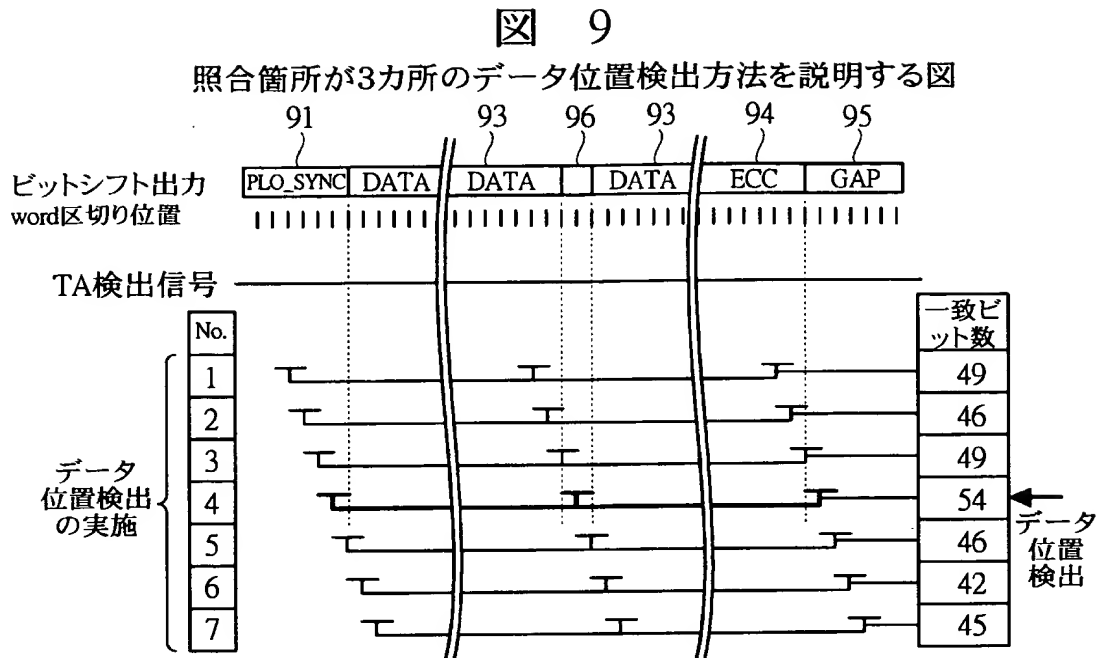 図 9
照合箇所が3カ所のデータ位置検出方法を説明する図
91 93 96 93 94 95
ビットシフト出力 PLO_SYNC DATA DATA DATA ECC GAP
word区切り位置
TA検出信号
No. 一致ビット数
1 49
2 46
3 49
4 54
5 46
6 42
7 45
データ
位置検出
の実施
データ
位置
検出